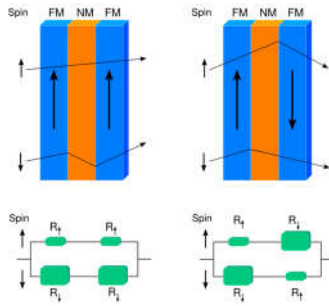 Spin FM NM FM
Spin FM NM FM
Spin R↑ R↑
R↓ R↓
Spin R↑ R↓
R↓ R↑